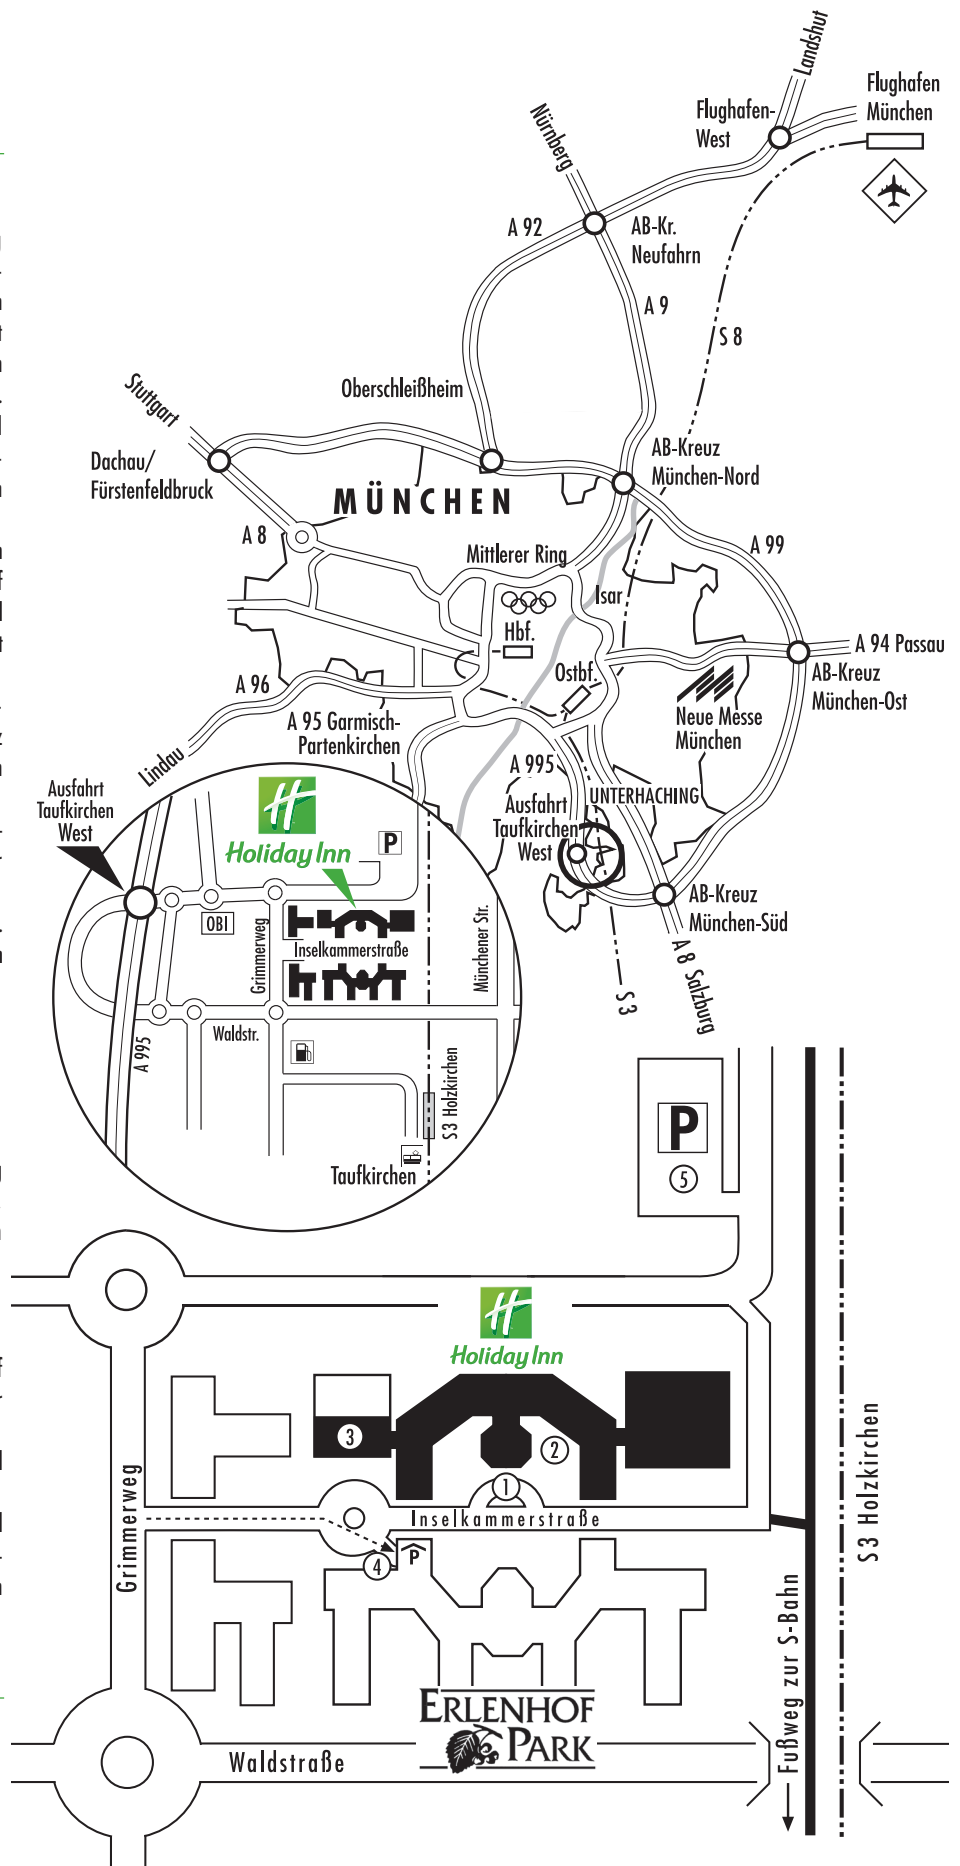 Landshut
Flughafen
München
Flughafen-
West
Nürnberg
A 92
AB-Kr.
Neufahrn
A 9
S 8
Oberschleißheim
Stuttgart
Dachau/
Fürstenfeldbruck
AB-Kreuz
München-Nord
MÜNCHEN
A 8
A 99
Mittlerer Ring
Isar
Hbf.
A 94 Passau
Ostbf.
AB-Kreuz
München-Ost
A 96
Neue Messe
München
A 95 Garmisch-
Partenkirchen
Lindau
A 995
UNTERHACHING
Ausfahrt
Taufkirchen
West
Ausfahrt
Taufkirchen
West
AB-Kreuz
München-Süd
A 8 Salzburg
S 3
H
Holiday Inn
P
OBI
Grimmerweg
Inselkammerstraße
Münchener Str.
Waldstr.
A 995
S3 Holzkirchen
Taufkirchen
P
5
H
Holiday Inn
3
2
1
Inselkammerstraße
P
4
Grimmerweg
S 3 Holzkirchen
Fußweg zur S-Bahn
ERLENHOF
PARK
Waldstraße